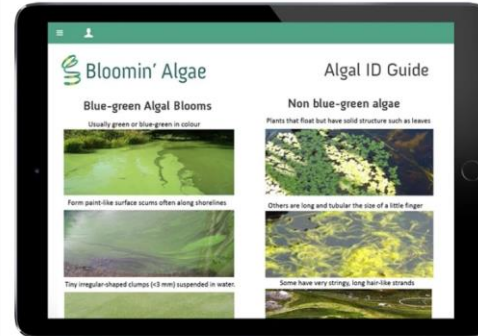 Bloomin' Algae
Algal ID Guide
Blue-green Algal Blooms
Usually green or blue-green in colour
Form paint-like surface scums often along shorelines
Tiny irregular-shaped clumps (<3 mm) suspended in water.
Non blue-green algae
Plants that float but have solid structure such as leaves
Others are long and tubular the size of a little finger
Some have very stringy, long hair-like strands